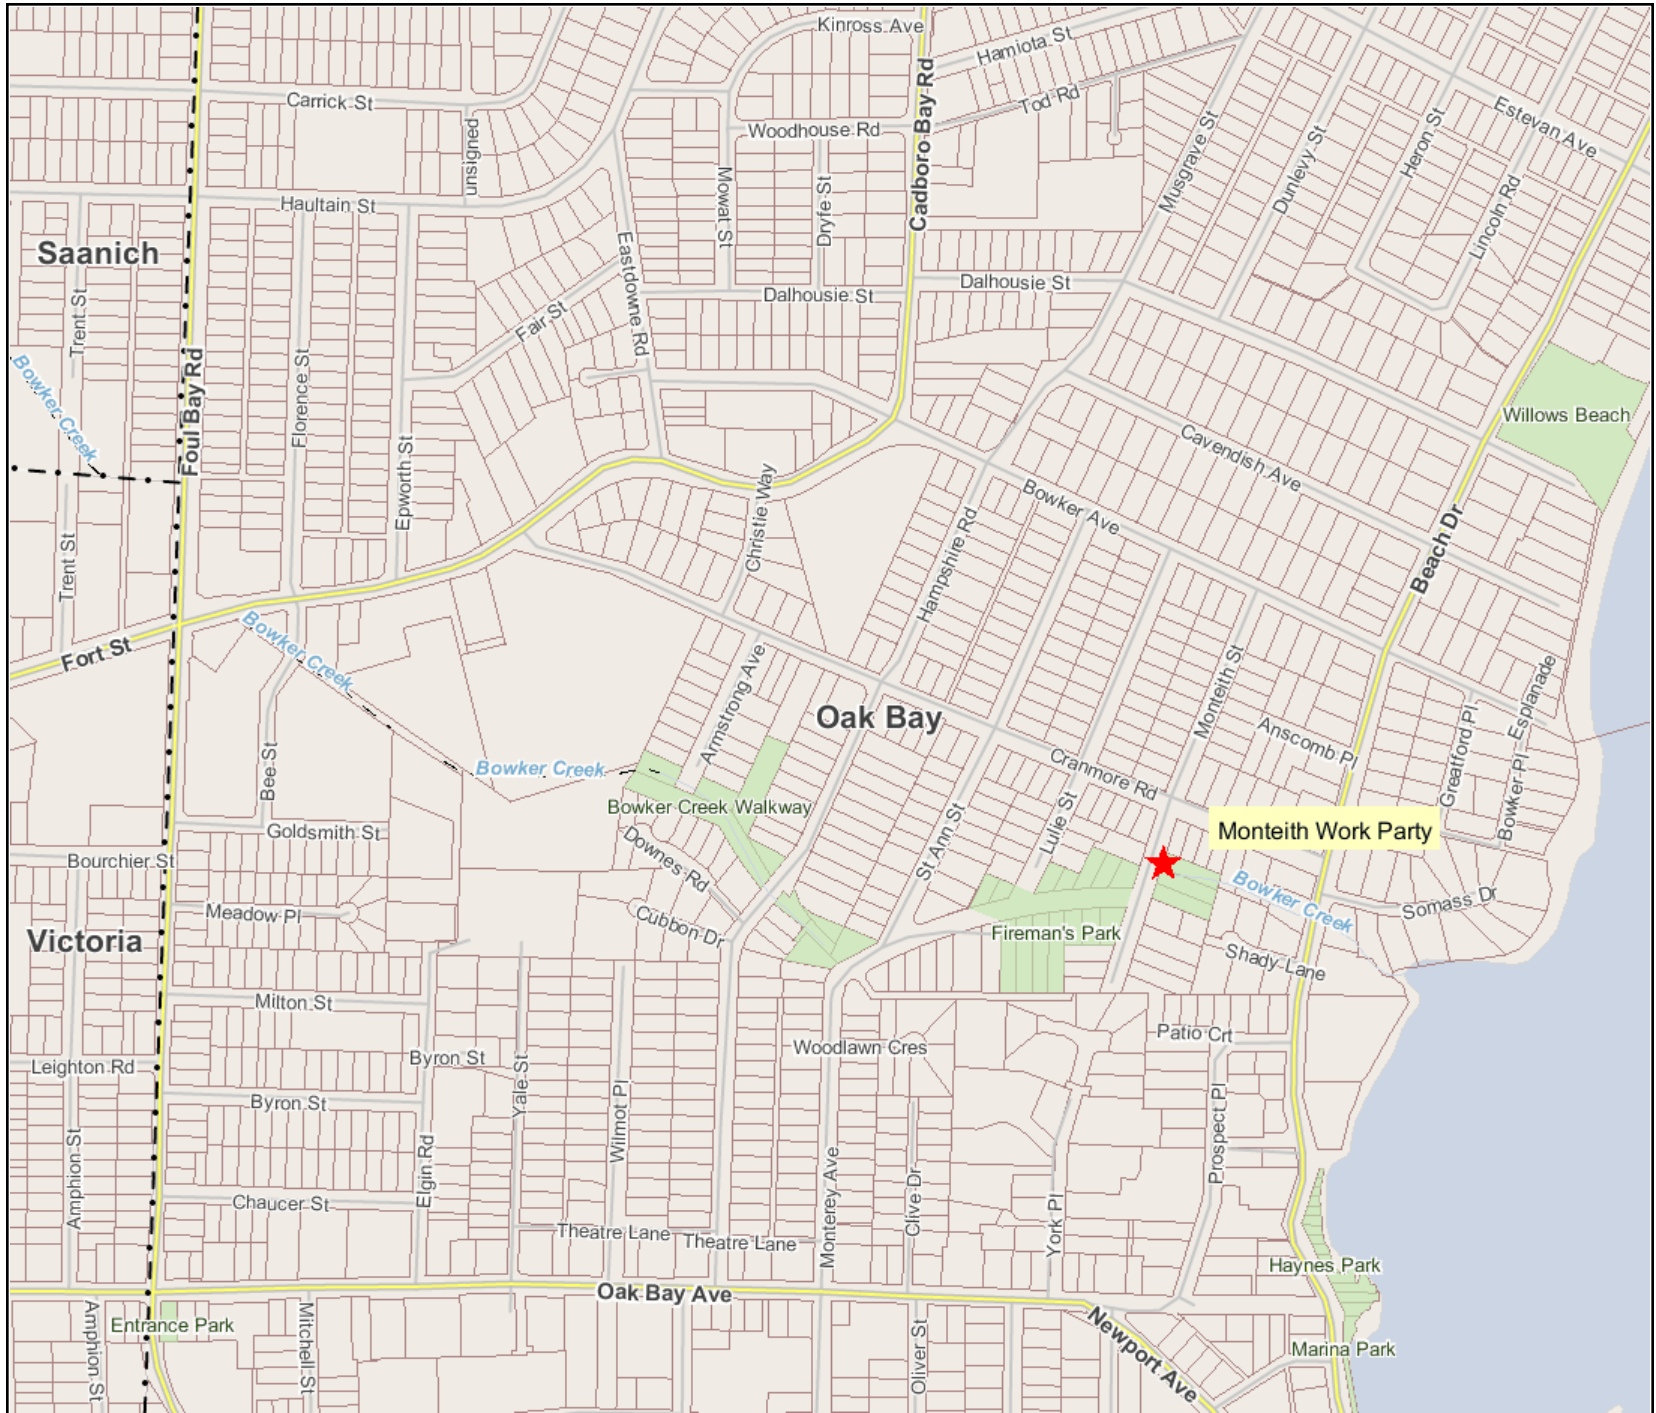 Kinross Ave
Hamiota St
Carrick St
Tod Rd
Cadboro Bay Rd
Estevan Ave
Woodhouse Rd
unsigned
Musgrave St
Dunlevy St
Heron St
Haultain St
Mowat St
Dryfe St
Lincoln Rd
Saanich
Eastdowne Rd
Trent St
Dalhousie St
Dalhousie St
Fair St
Bowker Creek
Foul Bay Rd
Florence St
Willows Beach
Cavendish Ave
Epworth St
Christie Way
Bowker Ave
Beach Dr
Trent St
Hampshire Rd
Fort St
Bowker Creek
Armstrong Ave
Monteith St
Oak Bay
Anscomb Pl
Greatford Pl
Bowker Pl
Esplanade
Bee St
Bowker Creek
Cranmore Rd
Bowker Creek Walkway
Lulie St
Monteith Work Party
Goldsmith St
St Ann St
Bourchier St
Downes Rd
Bowker Creek
Somass Dr
Meadow Pl
Cubbon Dr
Fireman's Park
Victoria
Shady Lane
Milton St
Patio Crt
Byron St
Woodlawn Cres
Leighton Rd
Yale St
Wilmot Pl
Byron St
Prospect Pl
Amphion St
Elgin Rd
Chaucer St
Monterey Ave
Clive Dr
York Pl
Theatre Lane
Theatre Lane
Haynes Park
Oak Bay Ave
Entrance Park
Amphion St
Mitchell St
Oliver St
Newport Ave
Marina Park